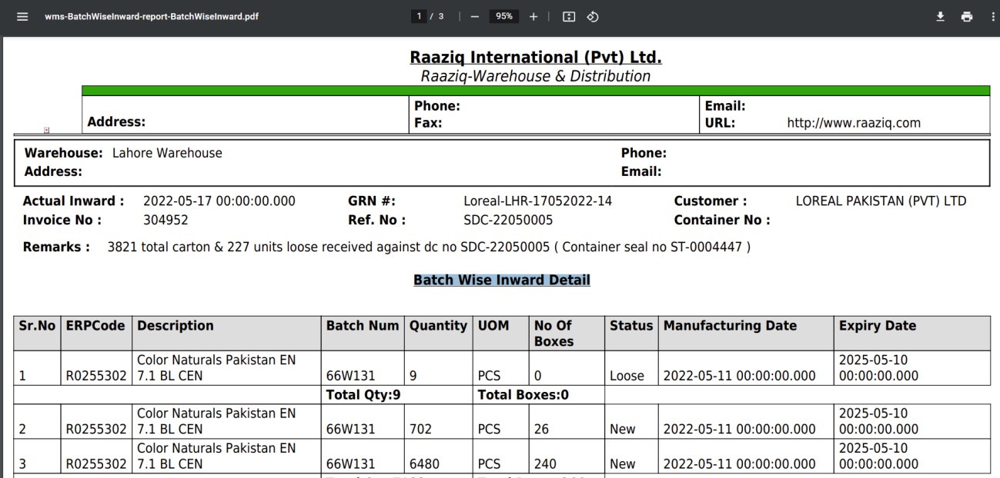 wms-BatchWiseInward-report-BatchWiseInward.pdf 1 / 3 95%
Raaziq International (Pvt) Ltd.
Raaziq-Warehouse & Distribution
Phone: Email:
Address: Fax: URL: http://www.raaziq.com
Warehouse: Lahore Warehouse Phone:
Address: Email:
Actual Inward : 2022-05-17 00:00:00.000 GRN #: Loreal-LHR-17052022-14 Customer : LOREAL PAKISTAN (PVT) LTD
Invoice No : 304952 Ref. No : SDC-22050005 Container No :
Remarks : 3821 total carton & 227 units loose received against dc no SDC-22050005 ( Container seal no ST-0004447 )
Batch Wise Inward Detail
Sr.No ERPCode Description Batch Num Quantity UOM No Of Status Manufacturing Date Expiry Date
Boxes
Color Naturals Pakistan EN 2025-05-10
1 R0255302 7.1 BL CEN 66W131 9 PCS 0 Loose 2022-05-11 00:00:00.000 00:00:00.000
Total Qty:9 Total Boxes:0
Color Naturals Pakistan EN 2025-05-10
2 R0255302 7.1 BL CEN 66W131 702 PCS 26 New 2022-05-11 00:00:00.000 00:00:00.000
Color Naturals Pakistan EN 2025-05-10
3 R0255302 7.1 BL CEN 66W131 6480 PCS 240 New 2022-05-11 00:00:00.000 00:00:00.000